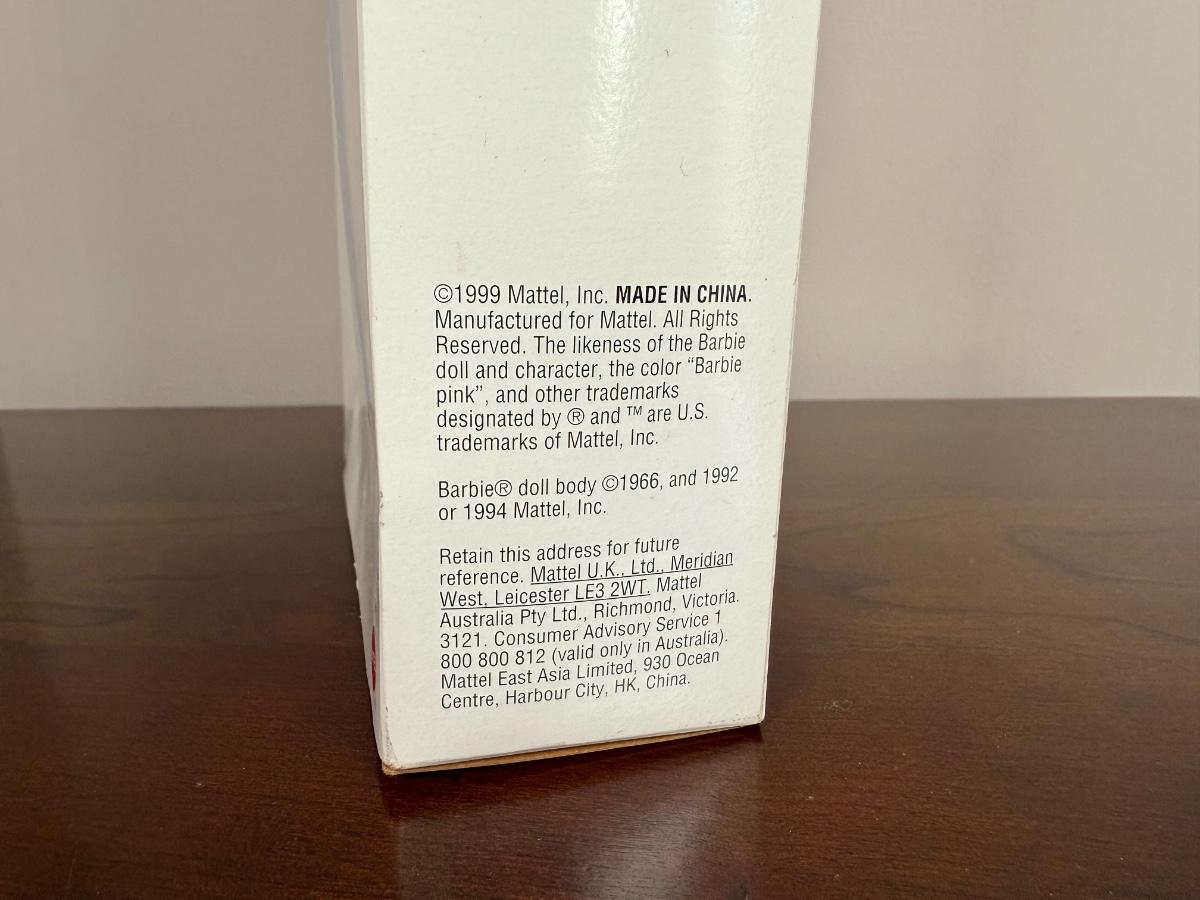 ©1999 Mattel, Inc. MADE IN CHINA.
Manufactured for Mattel. All Rights
Reserved. The likeness of the Barbie
doll and character, the color “Barbie
pink”, and other trademarks
designated by ® and ™ are U.S.
trademarks of Mattel, Inc.
Barbie® doll body ©1966, and 1992
or 1994 Mattel, Inc.
Retain this address for future
reference. Mattel U.K., Ltd., Meridian
West, Leicester LE3 2WT. Mattel
Australia Pty Ltd., Richmond, Victoria.
3121. Consumer Advisory Service 1
800 800 812 (valid only in Australia).
Mattel East Asia Limited, 930 Ocean
Centre, Harbour City, HK, China.